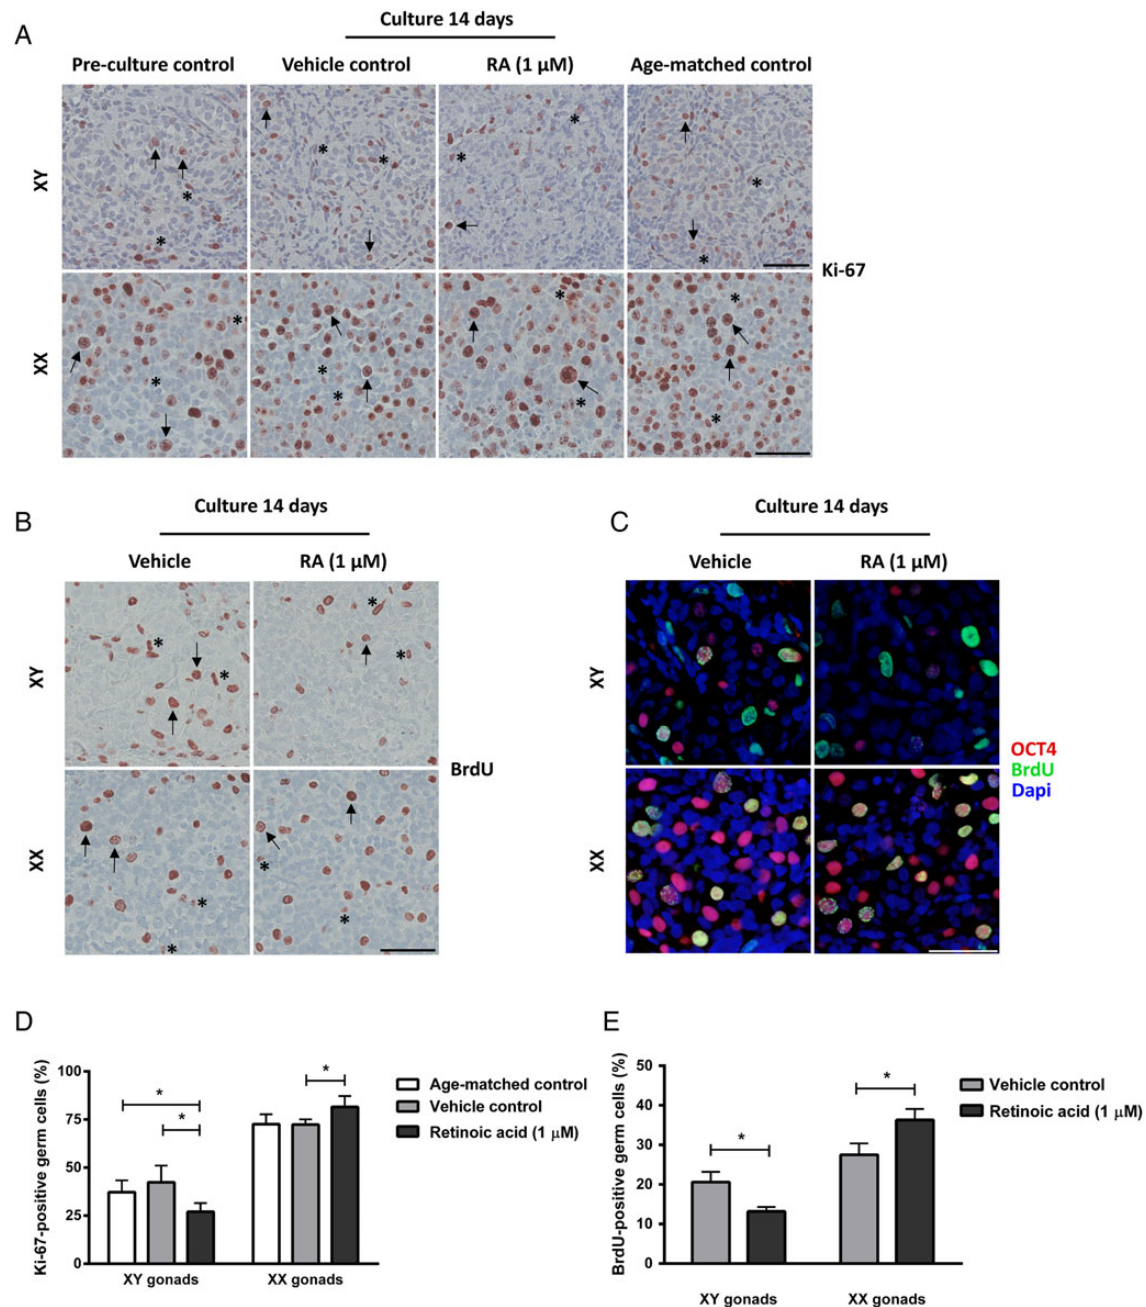 A
Culture 14 days
Pre-culture control Vehicle control RA (1 µM) Age-matched control
XY
XX
Ki-67
B
Culture 14 days
Vehicle RA (1 µM)
XY
XX
BrdU
C
Culture 14 days
Vehicle RA (1 µM)
XY
XX
OCT4
BrdU
Dapi
D
Ki-67-positive germ cells (%)
100
75
50
25
0
* * *
XY gonads XX gonads
Age-matched control
Vehicle control
Retinoic acid (1 µM)
E
BrdU-positive germ cells (%)
50
40
30
20
10
0
* *
XY gonads XX gonads
Vehicle control
Retinoic acid (1 µM)